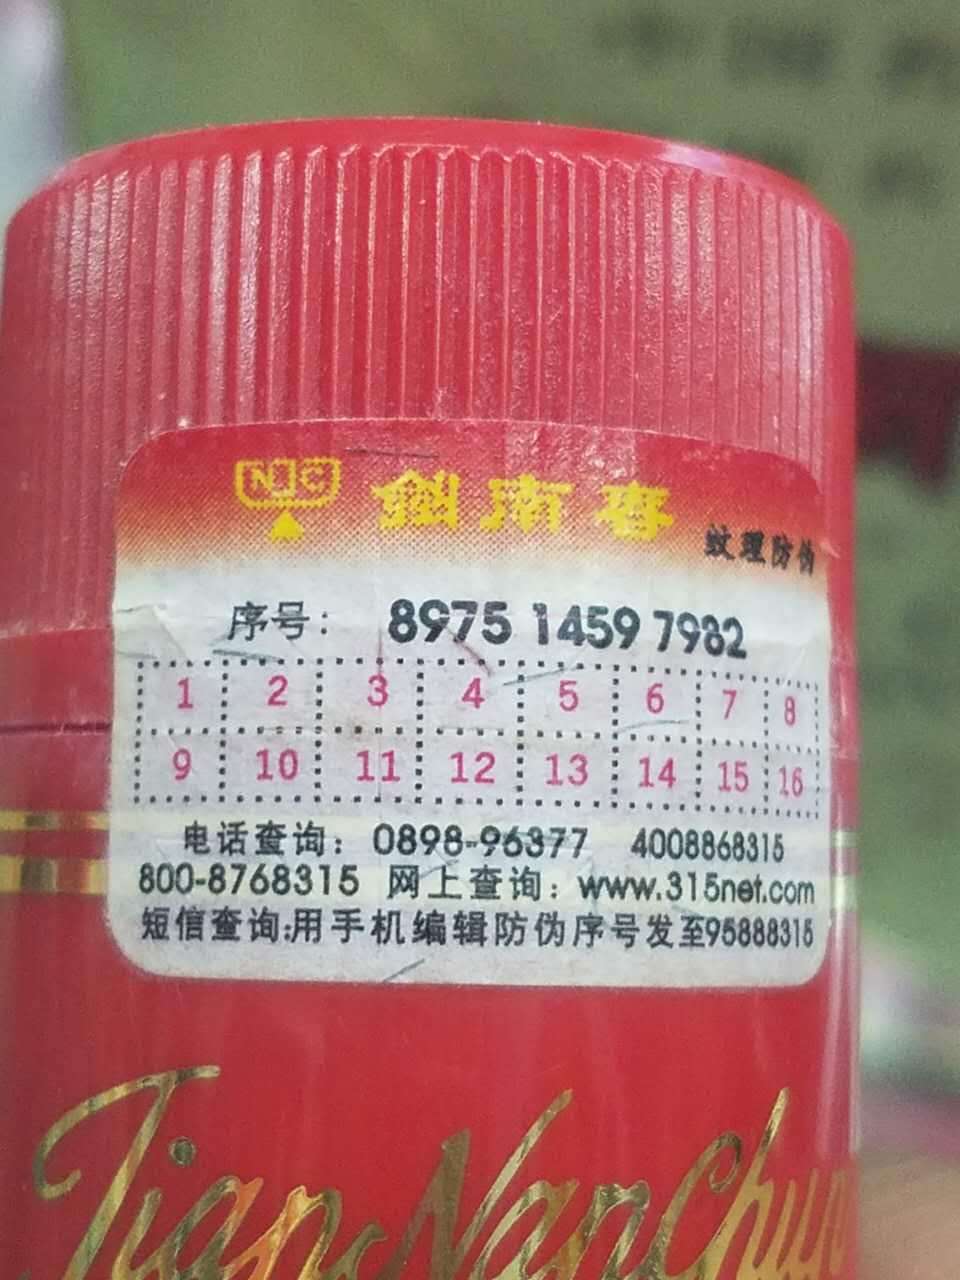 NJC 劍南春 纹理防伪
序号： 8975 1459 7982
1 2 3 4 5 6 7 8
9 10 11 12 13 14 15 16
电话查询： 0898-96377 4008868315
800-8768315 网上查询：www.315net.com
短信查询:用手机编辑防伪序号发至95888315
JianNanChun